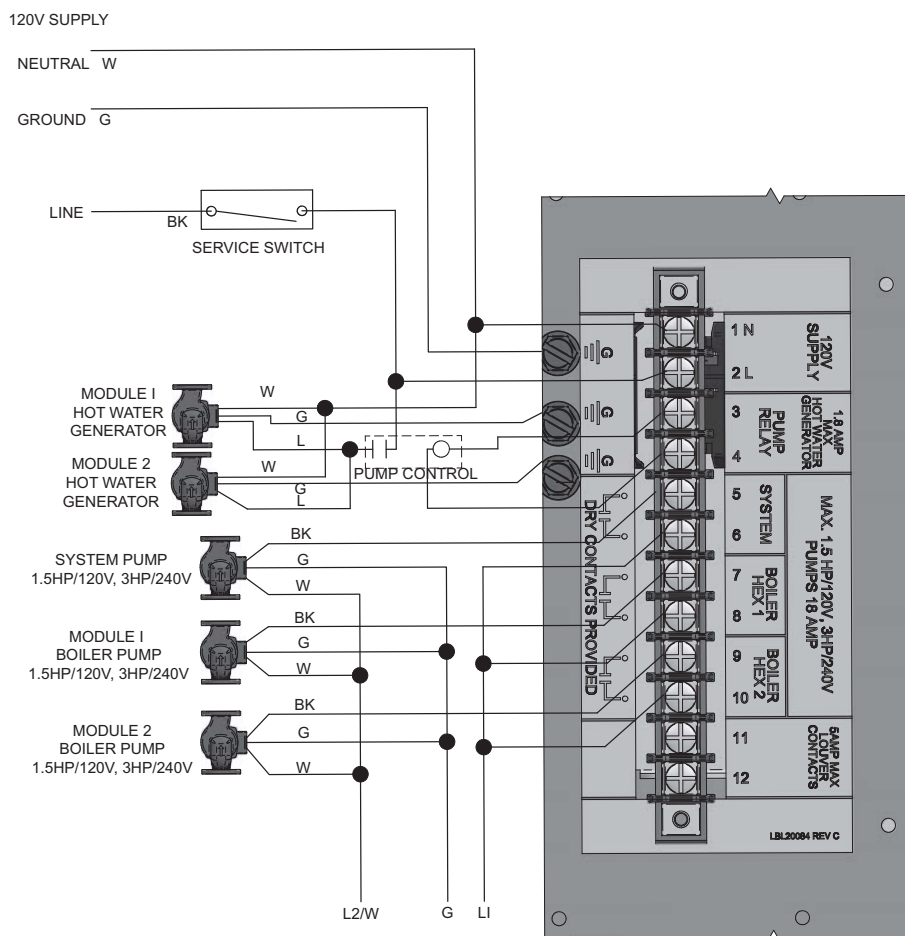 120V SUPPLY
NEUTRAL W
GROUND G
LINE
BK
SERVICE SWITCH
MODULE I
HOT WATER
GENERATOR
W
G
L
MODULE 2
HOT WATER
GENERATOR
W
G
L
PUMP CONTROL
SYSTEM PUMP
1.5HP/120V, 3HP/240V
BK
G
W
MODULE I
BOILER PUMP
1.5HP/120V, 3HP/240V
BK
G
W
MODULE 2
BOILER PUMP
1.5HP/120V, 3HP/240V
BK
G
W
L2/W
G
LI
G
G
G
DRY CONTACTS PROVIDED
1 N
2 L
120V
SUPPLY
3
4
1.8 AMP
MAX
HOT WATER
GENERATOR
PUMP
RELAY
5
6
SYSTEM
7
8
BOILER
HEX 1
9
10
BOILER
HEX 2
MAX. 1.5 HP/120V, 3HP/240V
PUMPS 18 AMP
11
12
5AMP MAX
LOUVER
CONTACTS
LBL20084 REV C